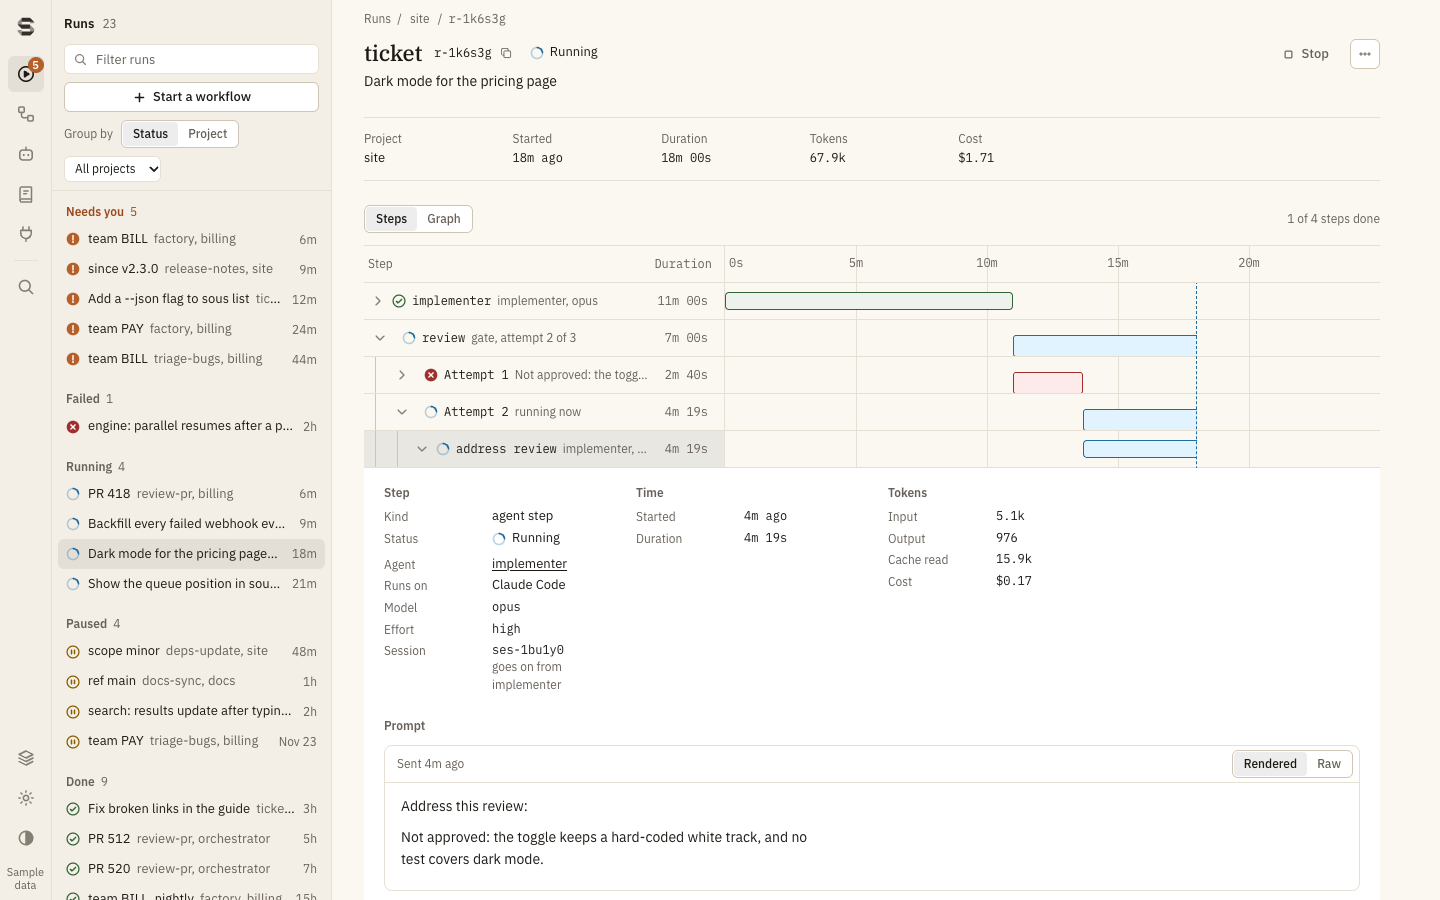 Runs 23
5
Filter runs
Start a workflow
Group by Status Project
All projects
Needs you 5
team BILL factory, billing 6m
since v2.3.0 release-notes, site 9m
Add a --json flag to sous list tic... 12m
team PAY factory, billing 24m
team BILL triage-bugs, billing 44m
Failed 1
engine: parallel resumes after a p... 2h
Running 4
PR 418 review-pr, billing 6m
Backfill every failed webhook ev... 9m
Dark mode for the pricing page... 18m
Show the queue position in sou... 21m
Paused 4
scope minor deps-update, site 48m
ref main docs-sync, docs 1h
search: results update after typin... 2h
team PAY triage-bugs, billing Nov 23
Done 9
Fix broken links in the guide ticke... 3h
PR 512 review-pr, orchestrator 5h
PR 520 review-pr, orchestrator 7h
team BILL, nightly factory, billing 15h
Sample
data
Runs / site / r-1k6s3g
ticket r-1k6s3g Running
Stop
Dark mode for the pricing page
Project Started Duration Tokens Cost
site 18m ago 18m 00s 67.9k $1.71
Steps Graph
1 of 4 steps done
Step Duration 0s 5m 10m 15m 20m
implementer implementer, opus 11m 00s
review gate, attempt 2 of 3 7m 00s
Attempt 1 Not approved: the togg... 2m 40s
Attempt 2 running now 4m 19s
address review implementer, ... 4m 19s
Step Time Tokens
Kind agent step Started 4m ago Input 5.1k
Status Running Duration 4m 19s Output 976
Agent implementer Cache read 15.9k
Runs on Claude Code Cost $0.17
Model opus
Effort high
Session ses-1bu1y0
goes on from
implementer
Prompt
Sent 4m ago Rendered Raw
Address this review:
Not approved: the toggle keeps a hard-coded white track, and no
test covers dark mode.